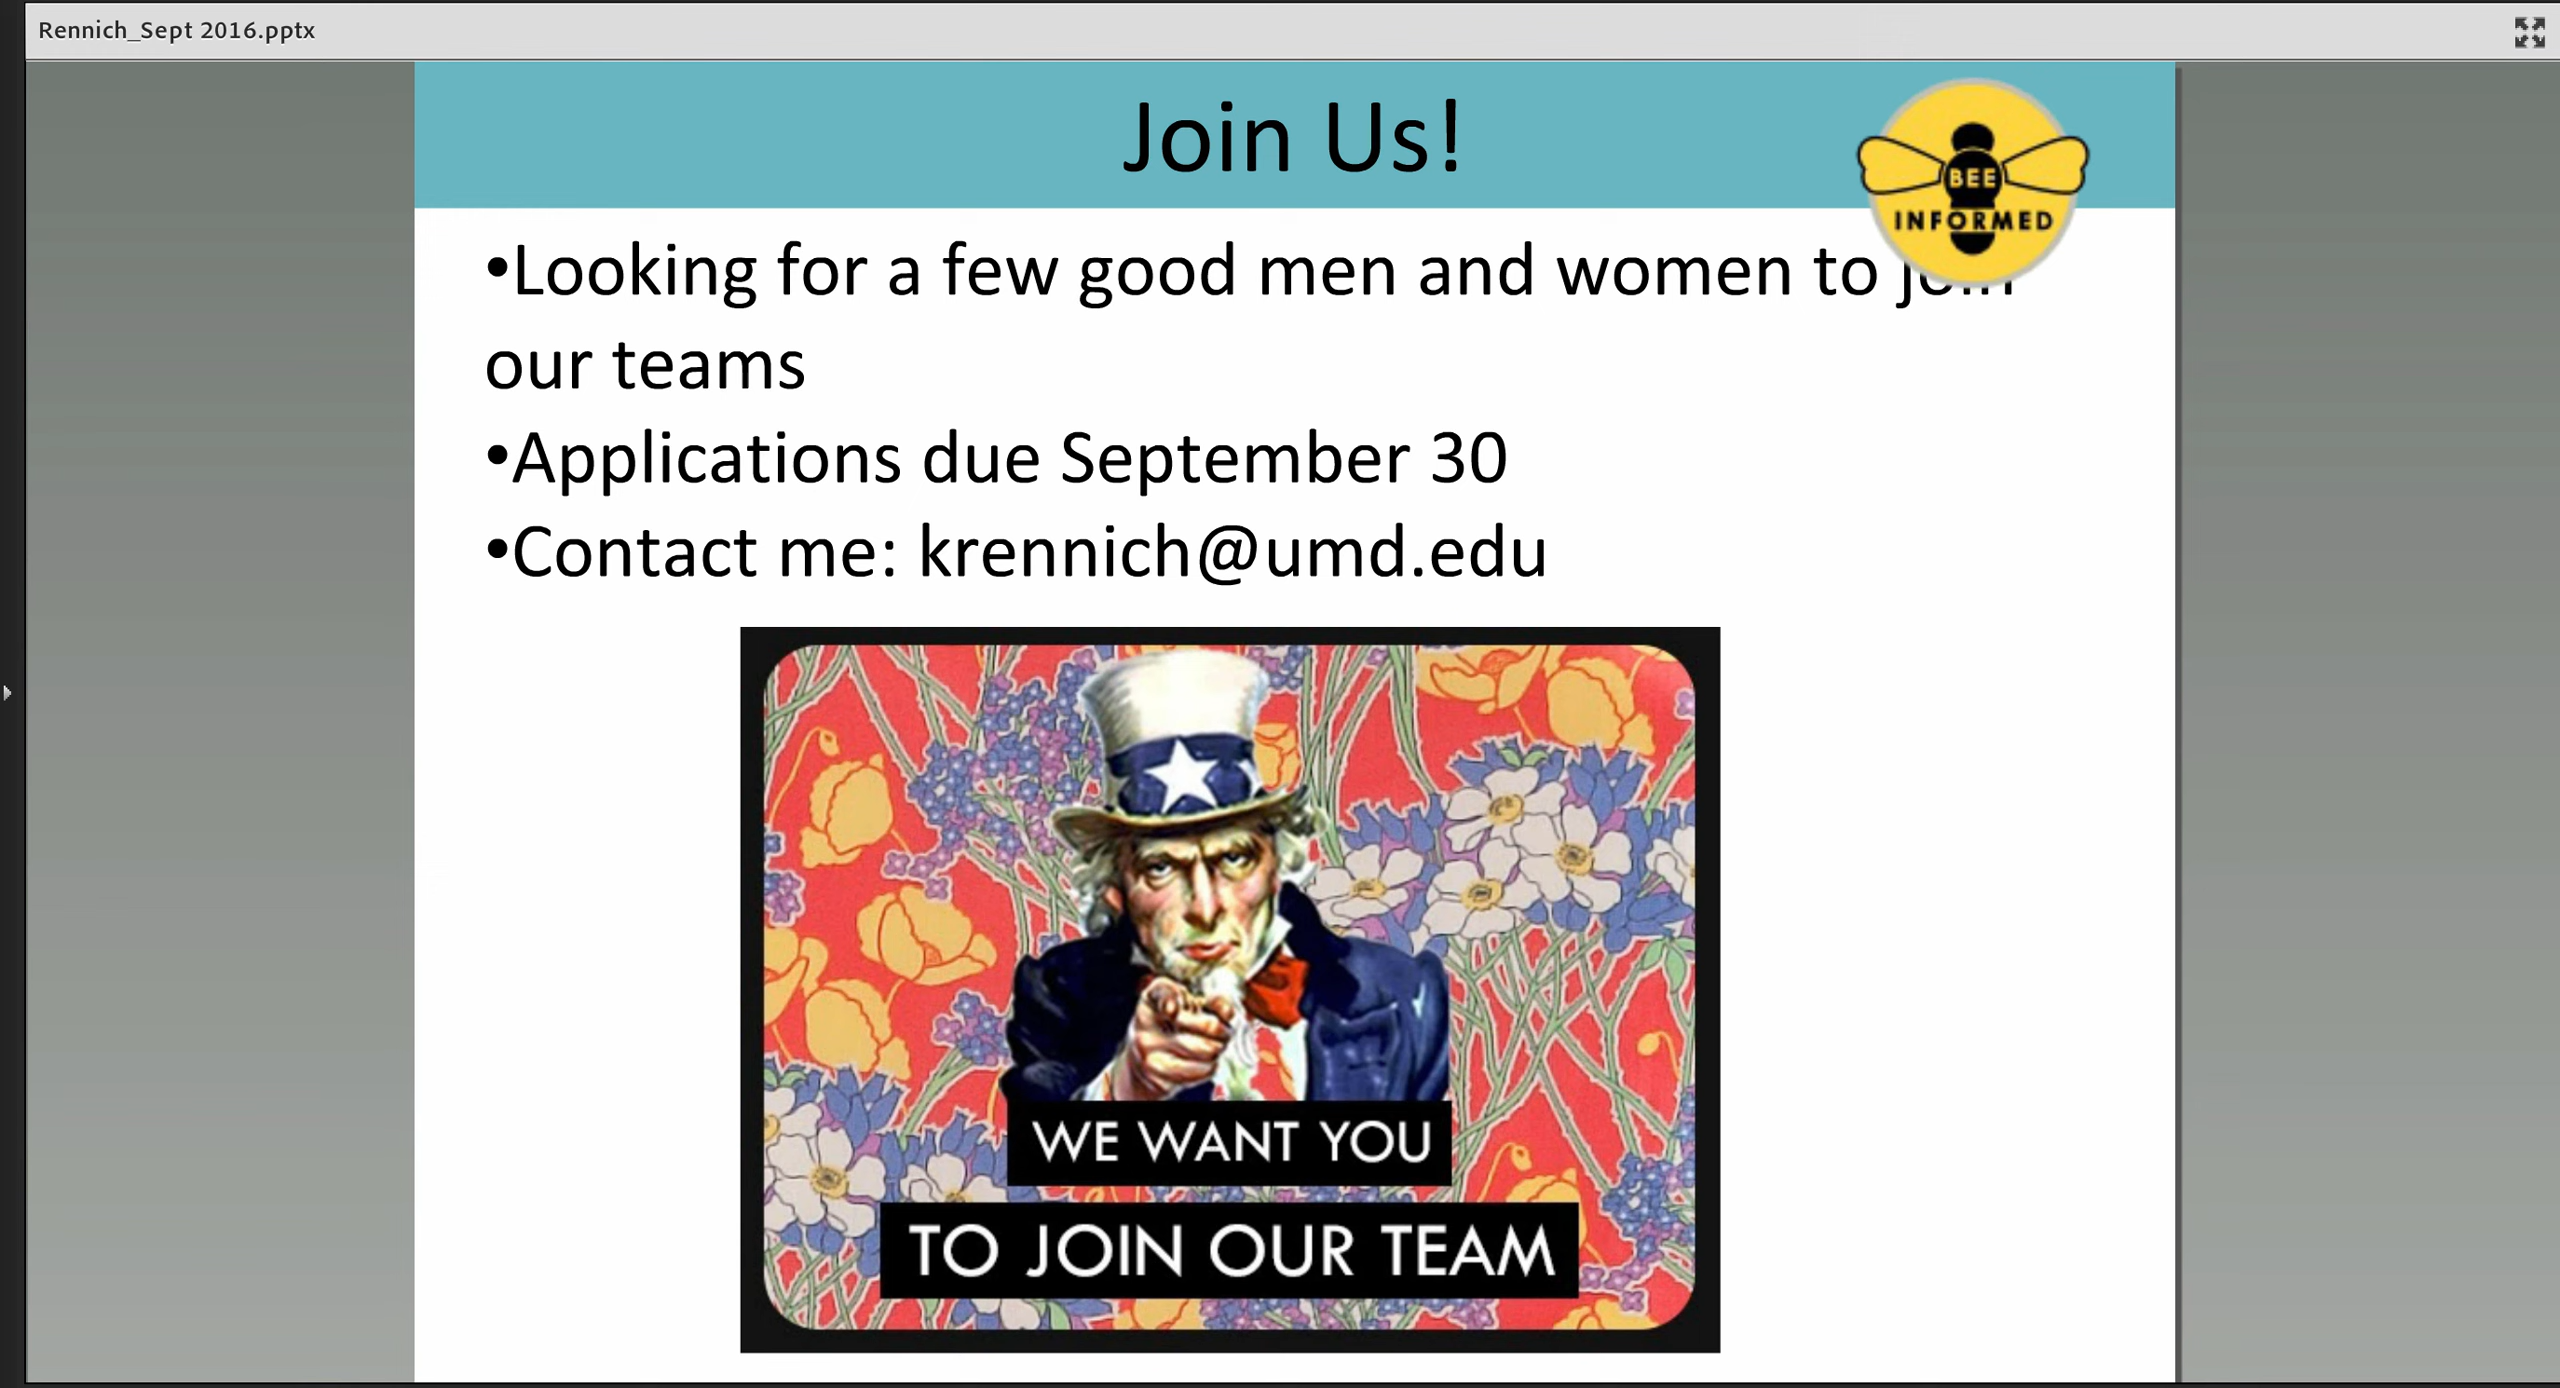 Rennich_Sept 2016.pptx
Join Us!
BEE
INFORMED
•Looking for a few good men and women to join
our teams
•Applications due September 30
•Contact me: krennich@umd.edu
WE WANT YOU
TO JOIN OUR TEAM